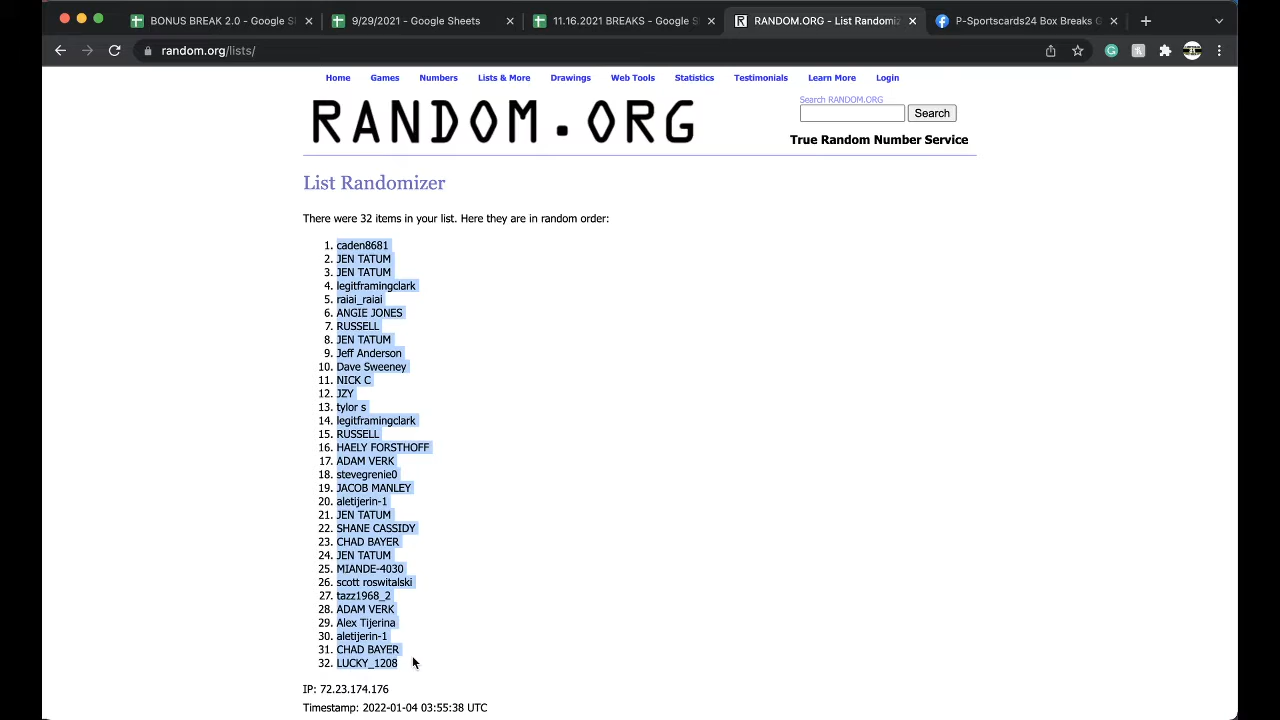 BONUS BREAK 2.0 - Google S
9/29/2021 - Google Sheets
11.16.2021 BREAKS - Google S
RANDOM.ORG - List Randomiz
P-Sportscards24 Box Breaks G
random.org/lists/
Home Games Numbers Lists & More Drawings Web Tools Statistics Testimonials Learn More Login
RANDOM.ORG
Search RANDOM.ORG
Search
True Random Number Service
List Randomizer
There were 32 items in your list. Here they are in random order:
1. caden8681
2. JEN TATUM
3. JEN TATUM
4. legitframingclark
5. raiai_raiai
6. ANGIE JONES
7. RUSSELL
8. JEN TATUM
9. Jeff Anderson
10. Dave Sweeney
11. NICK C
12. JZY
13. tylor s
14. legitframingclark
15. RUSSELL
16. HAELY FORSTHOFF
17. ADAM VERK
18. stevegrenie0
19. JACOB MANLEY
20. aletijerin-1
21. JEN TATUM
22. SHANE CASSIDY
23. CHAD BAYER
24. JEN TATUM
25. MIANDE-4030
26. scott roswitalski
27. tazz1968_2
28. ADAM VERK
29. Alex Tijerina
30. aletijerin-1
31. CHAD BAYER
32. LUCKY_1208
IP: 72.23.174.176
Timestamp: 2022-01-04 03:55:38 UTC